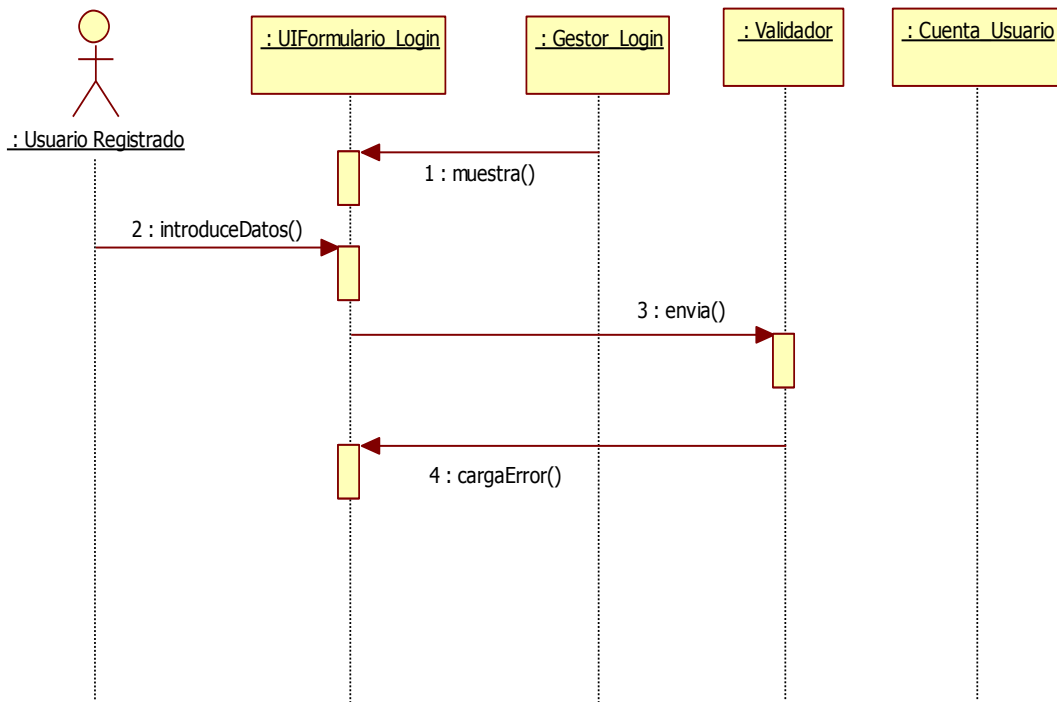 : UIFormulario_Login
: Gestor_Login
: Validador
: Cuenta_Usuario
: Usuario Registrado
1 : muestra()
2 : introduceDatos()
3 : envia()
4 : cargaError()